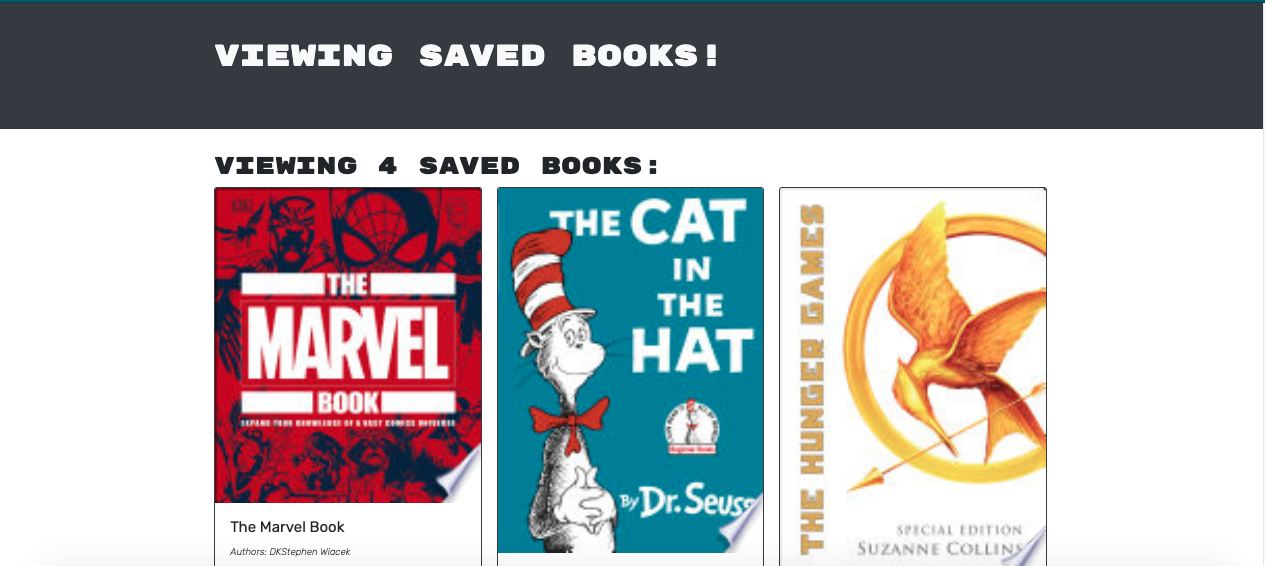 VIEWING SAVED BOOKS!
VIEWING 4 SAVED BOOKS:
THE
MARVEL
BOOK
EXPAND YOUR KNOWLEDGE OF A VAST COMICS UNIVERSE
The Marvel Book
Authors: DKStephen Wiacek
THE CAT
IN
THE
HAT
Beginner Books
By Dr. Seuss
THE HUNGER GAMES
SPECIAL EDITION
SUZANNE COLLINS